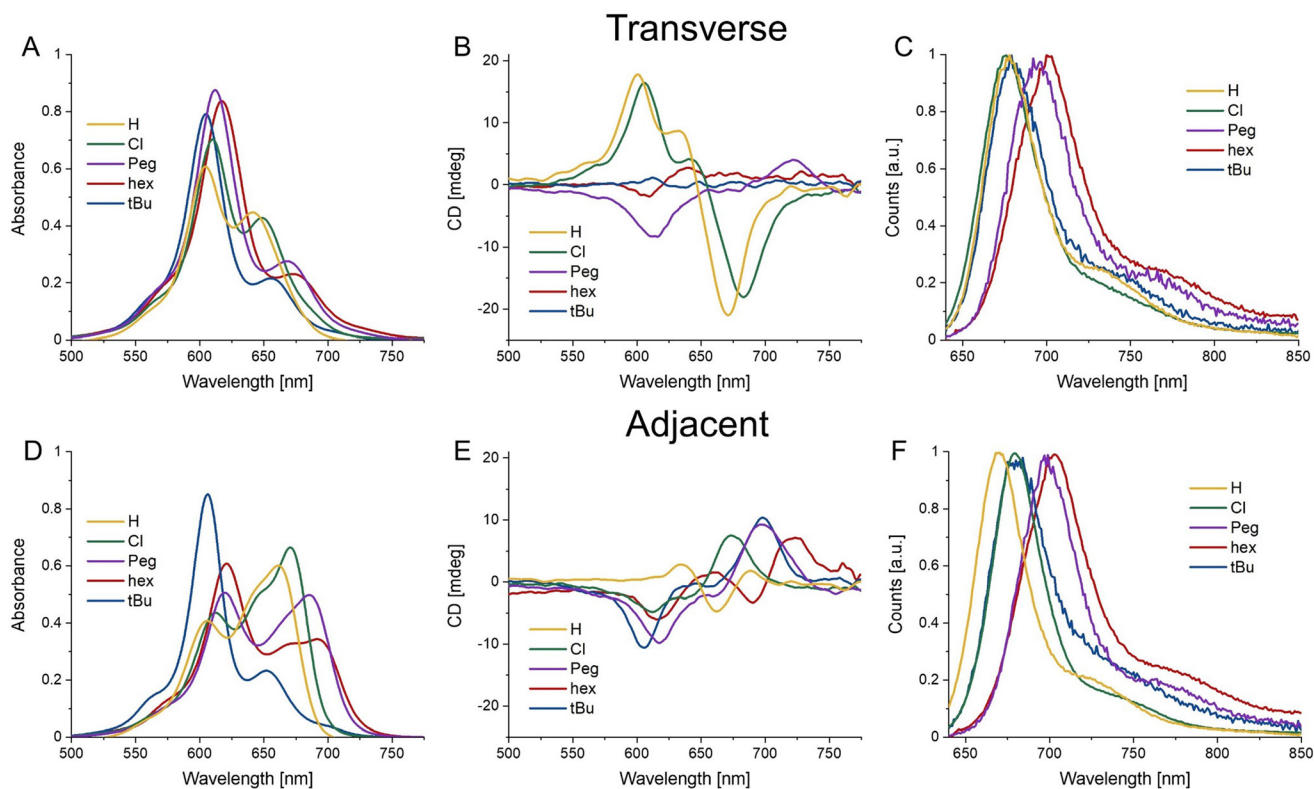 Transverse
A
1
0.8
0.6
0.4
0.2
0
Absorbance
H
Cl
Peg
hex
tBu
500 550 600 650 700 750
Wavelength [nm]
B
20
10
0
-10
-20
CD [mdeg]
H
Cl
Peg
hex
tBu
500 550 600 650 700 750
Wavelength [nm]
C
1
0.8
0.6
0.4
0.2
0
Counts [a.u.]
H
Cl
Peg
hex
tBu
650 700 750 800 850
Wavelength [nm]
Adjacent
D
1
0.8
0.6
0.4
0.2
0
Absorbance
H
Cl
Peg
hex
tBu
500 550 600 650 700 750
Wavelength [nm]
E
20
10
0
-10
-20
CD [mdeg]
H
Cl
Peg
hex
tBu
500 550 600 650 700 750
Wavelength [nm]
F
1
0.8
0.6
0.4
0.2
0
Counts [a.u.]
H
Cl
Peg
hex
tBu
650 700 750 800 850
Wavelength [nm]